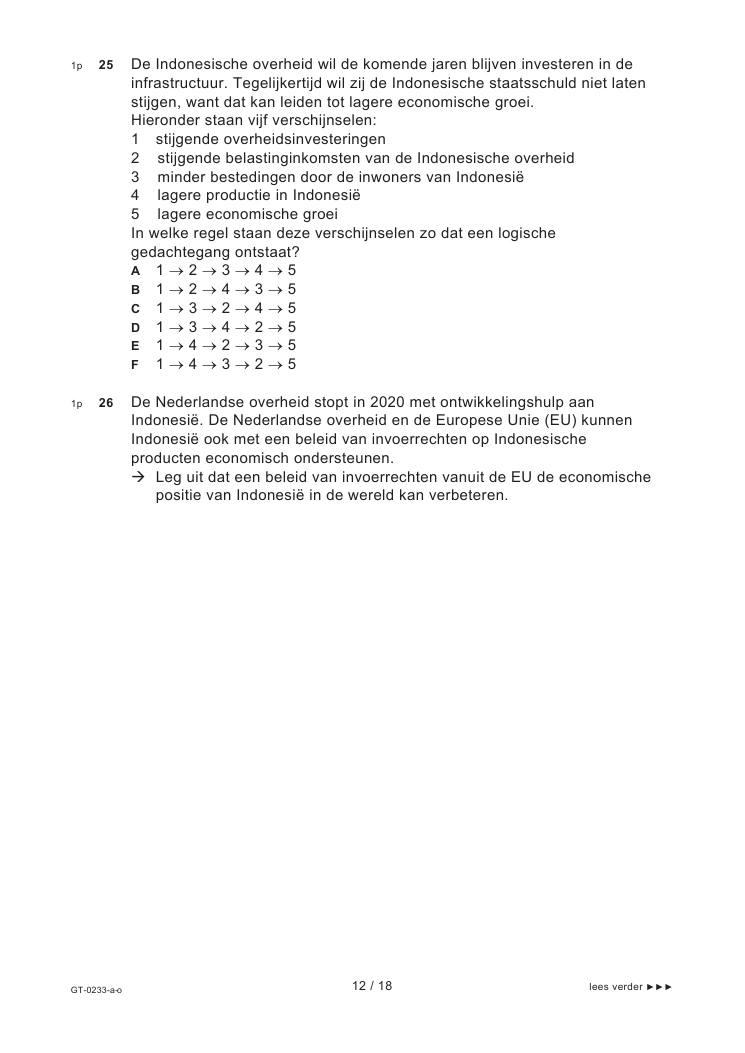 1p 25 De Indonesische overheid wil de komende jaren blijven investeren in de
infrastructuur. Tegelijkertijd wil zij de Indonesische staatsschuld niet laten
stijgen, want dat kan leiden tot lagere economische groei.
Hieronder staan vijf verschijnselen:
1 stijgende overheidsinvesteringen
2 stijgende belastinginkomsten van de Indonesische overheid
3 minder bestedingen door de inwoners van Indonesië
4 lagere productie in Indonesië
5 lagere economische groei
In welke regel staan deze verschijnselen zo dat een logische
gedachtegang ontstaat?
A 1 → 2 → 3 → 4 → 5
B 1 → 2 → 4 → 3 → 5
C 1 → 3 → 2 → 4 → 5
D 1 → 3 → 4 → 2 → 5
E 1 → 4 → 2 → 3 → 5
F 1 → 4 → 3 → 2 → 5
1p 26 De Nederlandse overheid stopt in 2020 met ontwikkelingshulp aan
Indonesië. De Nederlandse overheid en de Europese Unie (EU) kunnen
Indonesië ook met een beleid van invoerrechten op Indonesische
producten economisch ondersteunen.
→ Leg uit dat een beleid van invoerrechten vanuit de EU de economische
positie van Indonesië in de wereld kan verbeteren.
GT-0233-a-o 12 / 18 lees verder ►►►